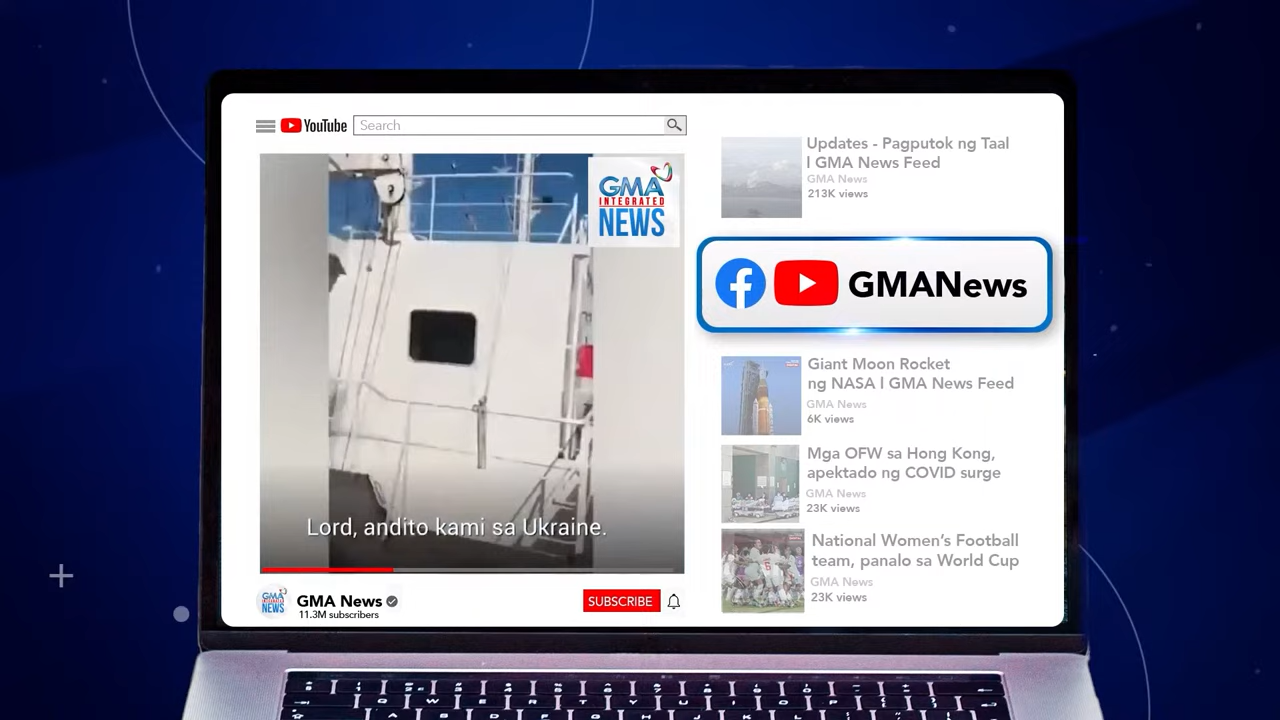 YouTube
Search
GMA
INTEGRATED
NEWS
Lord, andito kami sa Ukraine.
GMA
INTEGRATED
NEWS
GMA News
11.3M subscribers
SUBSCRIBE
Updates - Pagputok ng Taal
l GMA News Feed
GMA News
213K views
GMANews
Giant Moon Rocket
ng NASA l GMA News Feed
GMA News
6K views
Mga OFW sa Hong Kong,
apektado ng COVID surge
GMA News
23K views
National Women's Football
team, panalo sa World Cup
GMA News
23K views